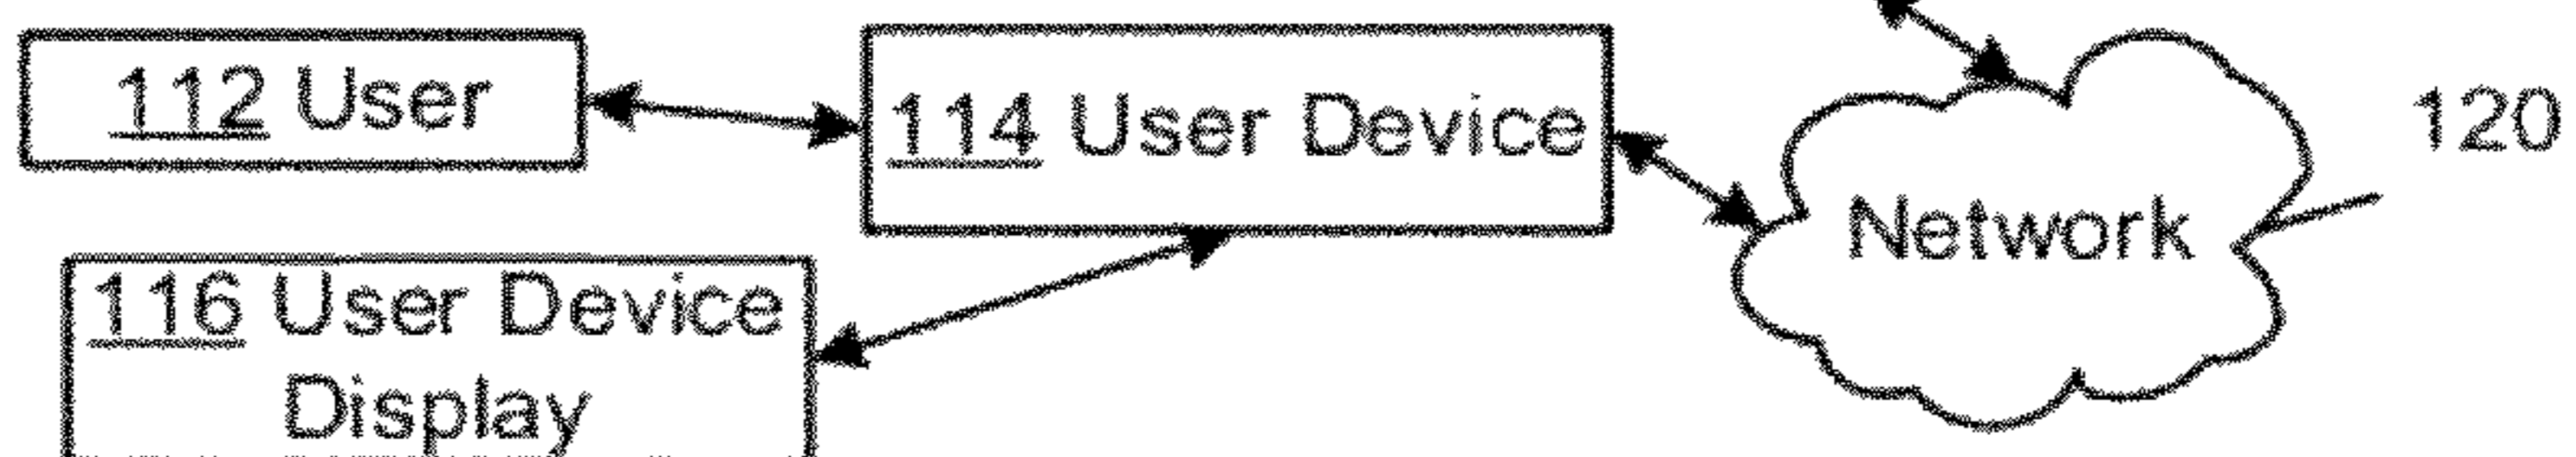 112 User
114 User Device
120
Network
116 User Device
Display